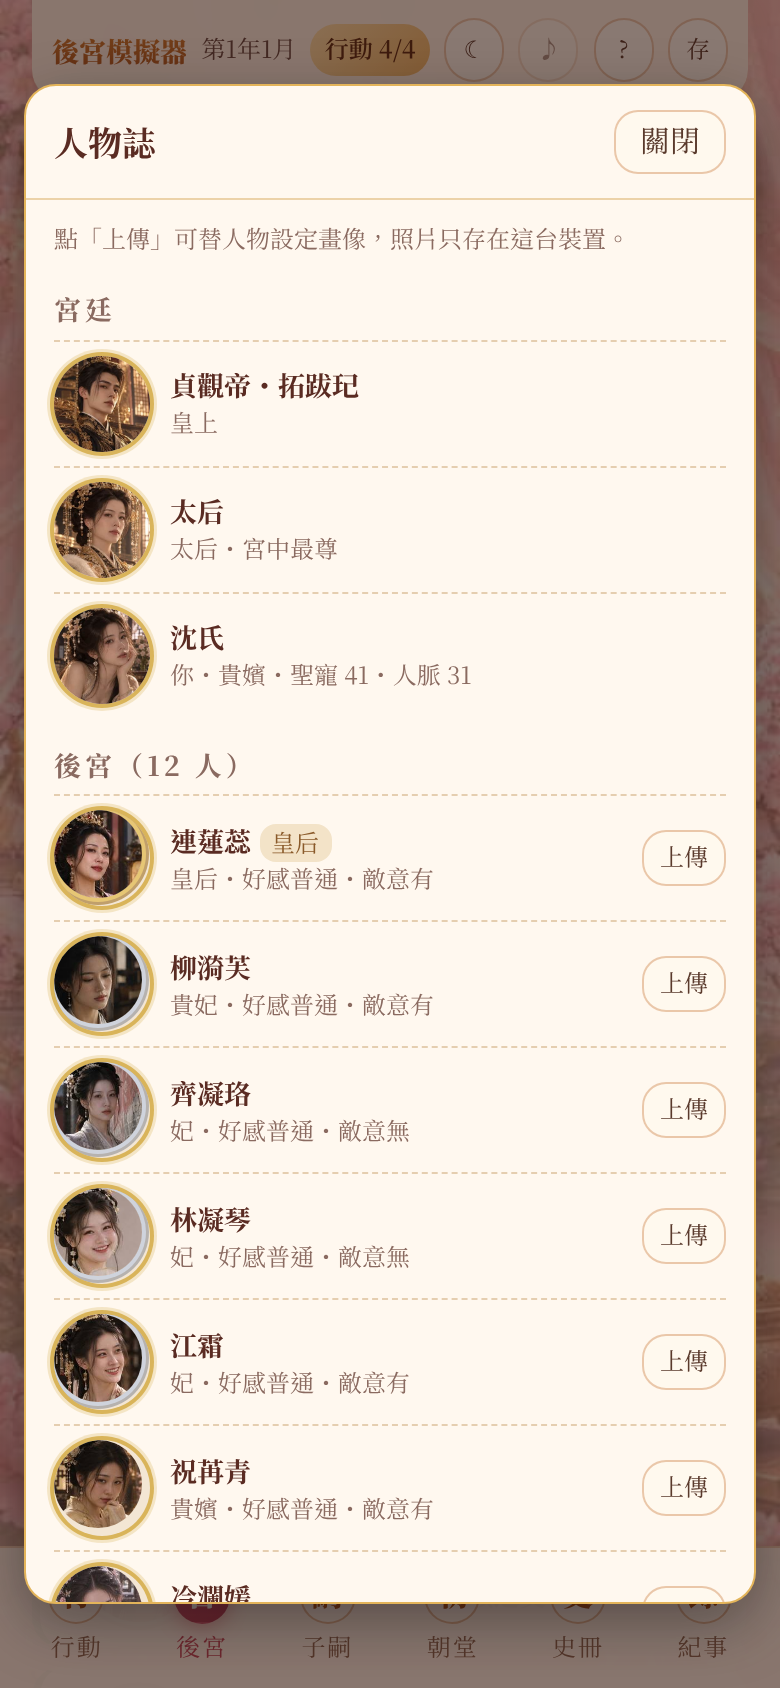 後宮模擬器 第1年1月 行動 4/4 ☾ ♪ ? 存
人物誌 關閉
點「上傳」可替人物設定畫像，照片只存在這台裝置。
宮廷
貞觀帝・拓跋玘
皇上
太后
太后・宮中最尊
沈氏
你・貴嬪・聖寵 41・人脈 31
後宮（12 人）
連蓮蕊 皇后
皇后・好感普通・敵意有
上傳
柳漪芙
貴妃・好感普通・敵意有
上傳
齊凝珞
妃・好感普通・敵意無
上傳
林凝琴
妃・好感普通・敵意無
上傳
江霜
妃・好感普通・敵意有
上傳
祝苒青
貴嬪・好感普通・敵意有
上傳
冷瀾媛
行動 後宮 子嗣 朝堂 史冊 紀事